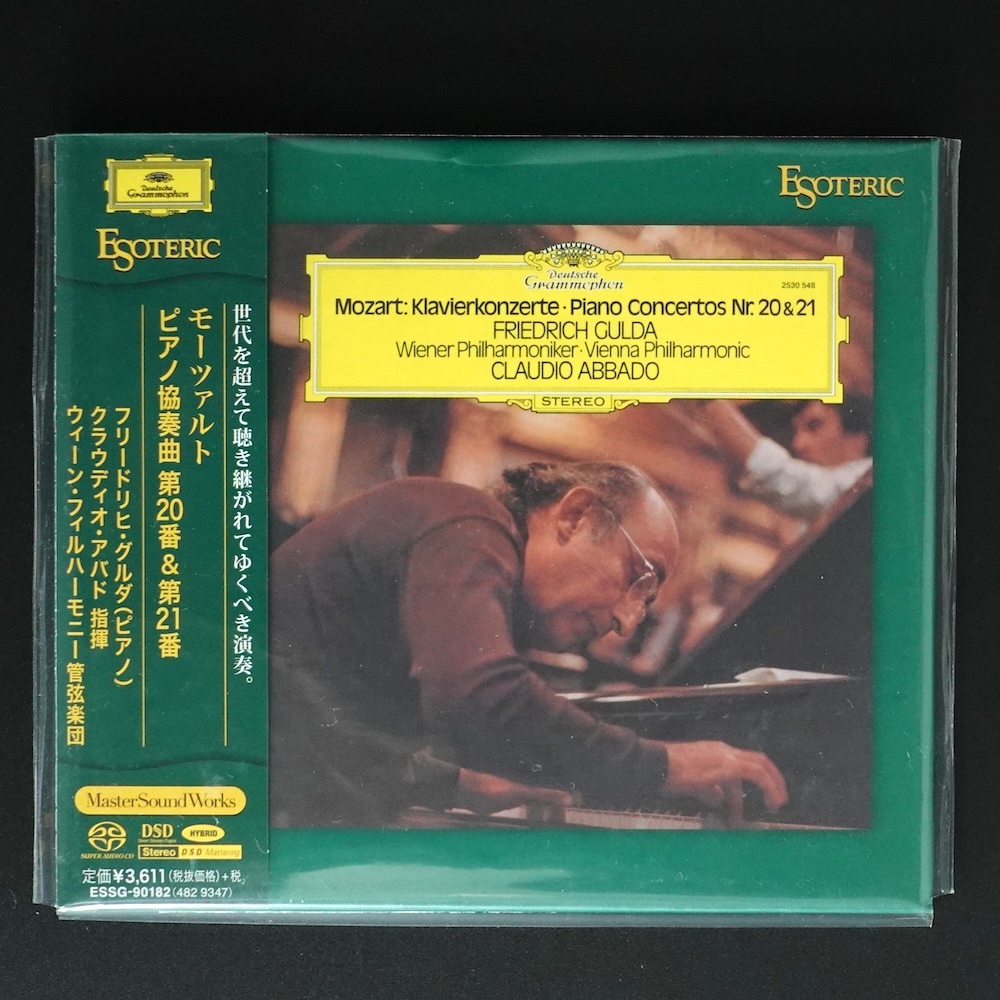 Deutsche
Grammophon
ESOTERIC
世代を超えて聴き継がれてゆくべき演奏。
モーツァルト
ピアノ協奏曲 第20番 & 第21番
フリードリヒ・グルダ(ピアノ)
クラウディオ・アバド 指揮
ウィーン・フィルハーモニー管弦楽団
MasterSoundWorks
SUPER AUDIO CD
DSD
Direct Stream Digital
HYBRID
Stereo DSD Mastering
定価¥3,611(税抜価格)+税
ESSG-90182(482 9347)
ESOTERIC
Deutsche
Grammophon
2530 548
Mozart: Klavierkonzerte · Piano Concertos Nr. 20 & 21
FRIEDRICH GULDA
Wiener Philharmoniker · Vienna Philharmonic
CLAUDIO ABBADO
STEREO